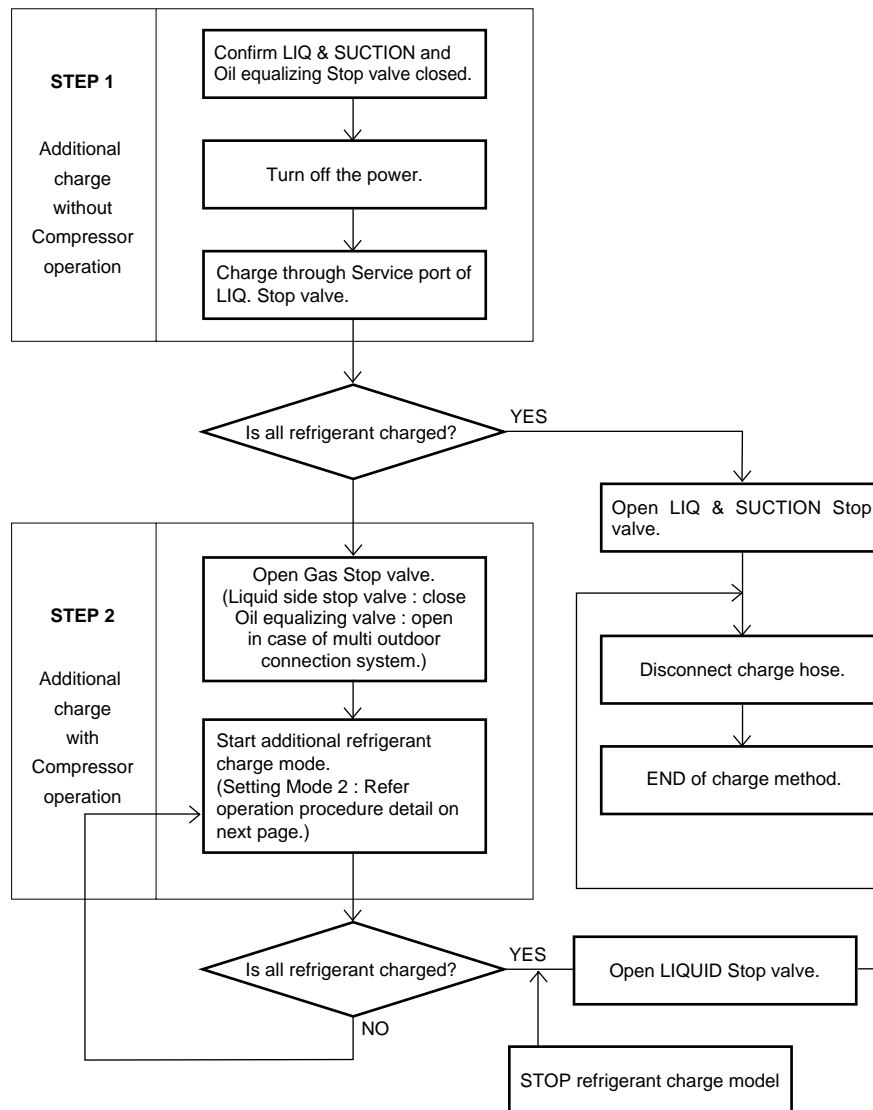 STEP 1
Additional
charge
without
Compressor
operation
Confirm LIQ & SUCTION and
Oil equalizing Stop valve closed.
Turn off the power.
Charge through Service port of
LIQ. Stop valve.
Is all refrigerant charged?
YES
Open LIQ & SUCTION Stop
valve.
Disconnect charge hose.
END of charge method.
STEP 2
Additional
charge
with
Compressor
operation
Open Gas Stop valve.
(Liquid side stop valve : close
Oil equalizing valve : open
in case of multi outdoor
connection system.)
Start additional refrigerant
charge mode.
(Setting Mode 2 : Refer
operation procedure detail on
next page.)
Is all refrigerant charged?
YES
NO
Open LIQUID Stop valve.
STOP refrigerant charge model